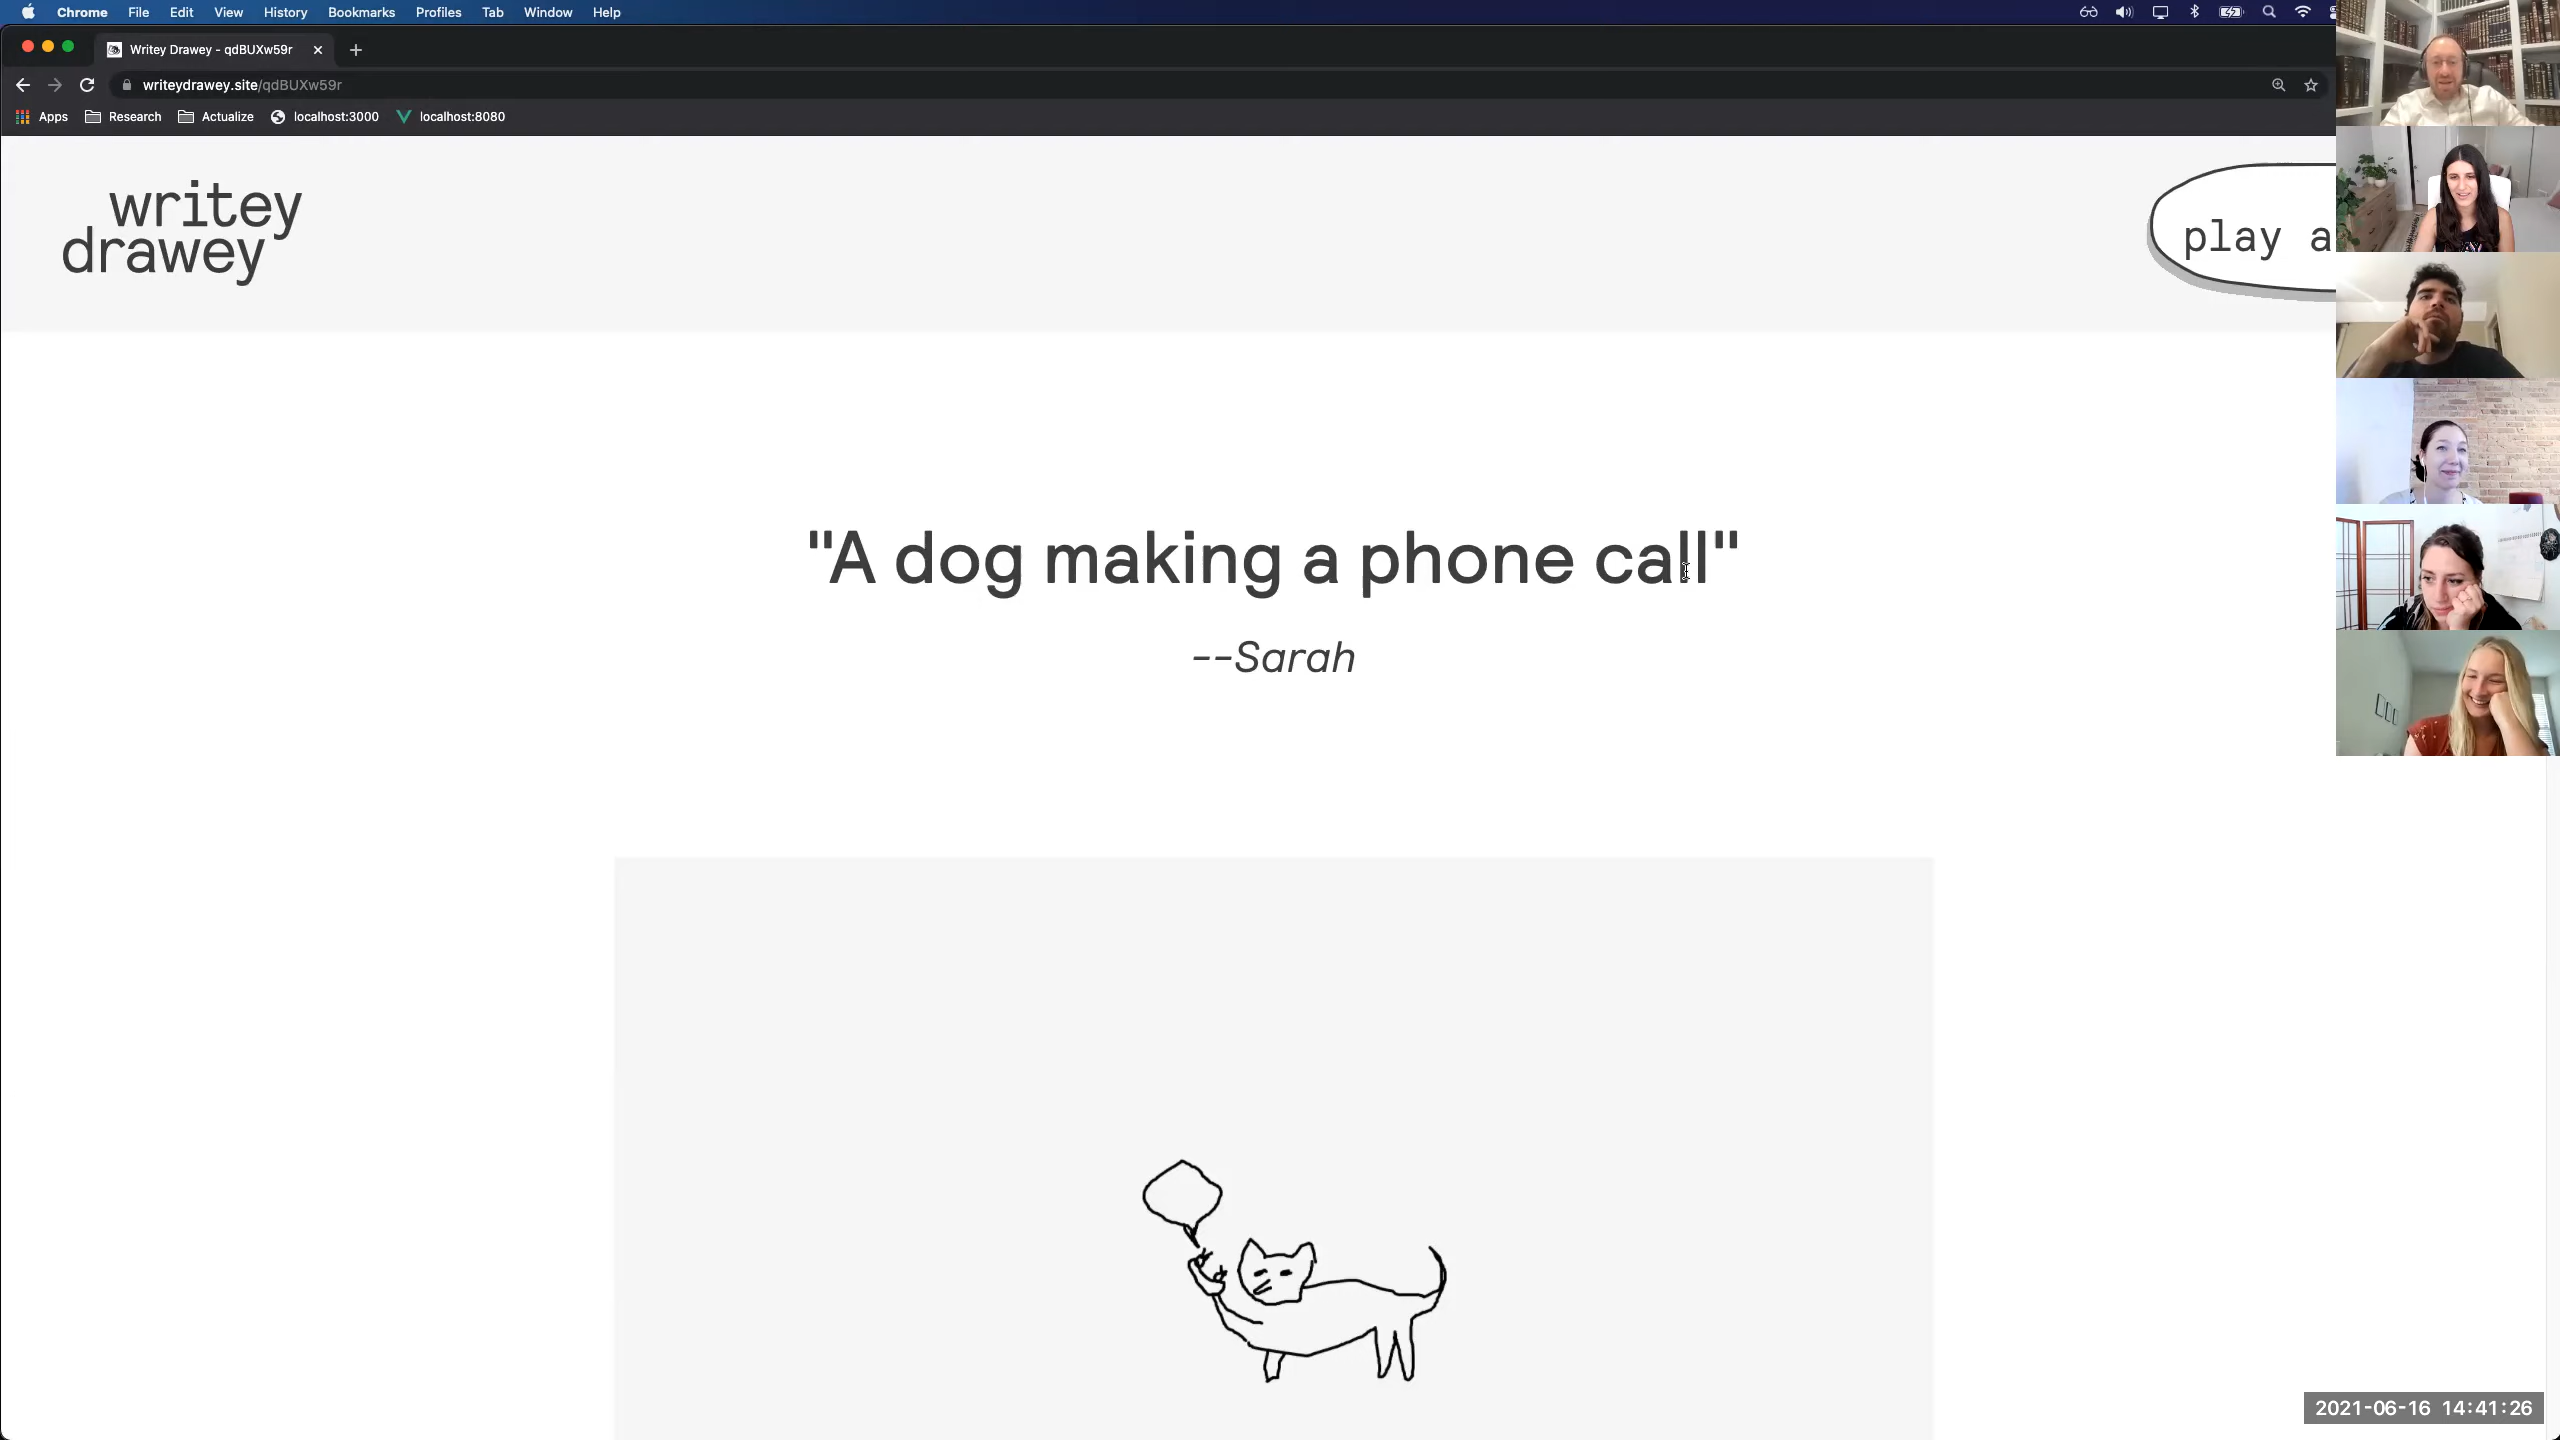 Chrome File Edit View History Bookmarks Profiles Tab Window Help
Writey Drawey - qdBUXw59r
writeydrawey.site/qdBUXw59r
Apps Research Actualize localhost:3000 localhost:8080
writey
drawey
play a
"A dog making a phone call"
--Sarah
2021-06-16 14:41:26